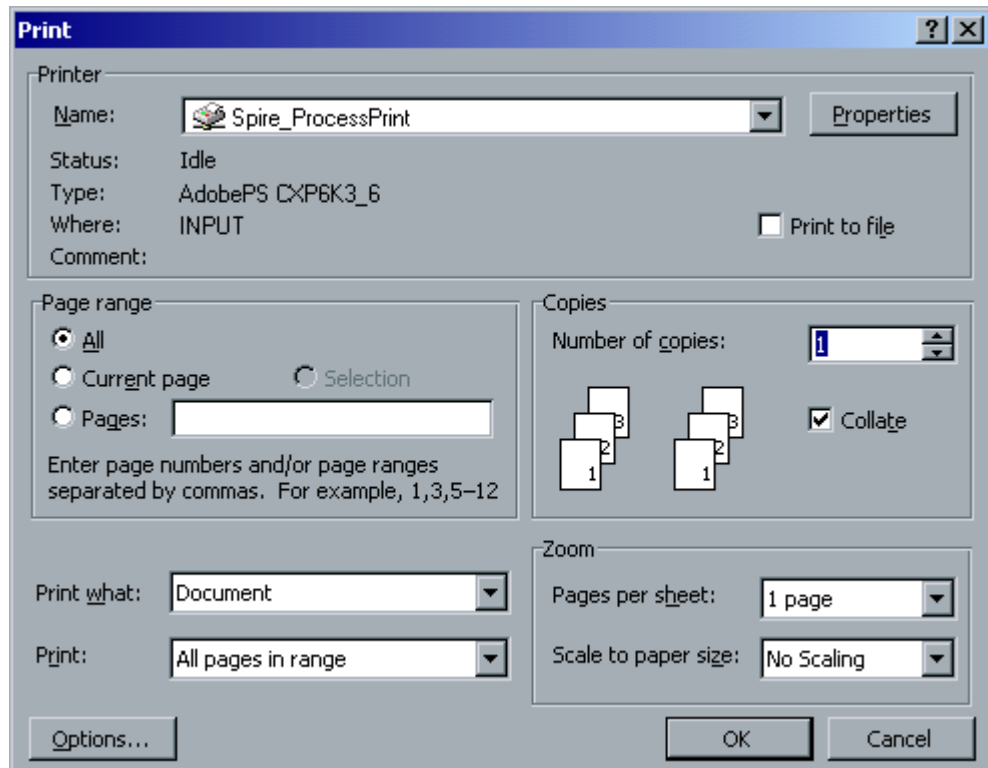 Print
Printer
Name: Spire_ProcessPrint Properties
Status: Idle
Type: AdobePS CXP6K3_6
Where: INPUT Print to file
Comment:
Page range
All
Current page Selection
Pages:
Enter page numbers and/or page ranges
separated by commas. For example, 1,3,5–12
Copies
Number of copies: 1
3 3
2 2
1 1
Collate
Print what: Document
Print: All pages in range
Zoom
Pages per sheet: 1 page
Scale to paper size: No Scaling
Options... OK Cancel